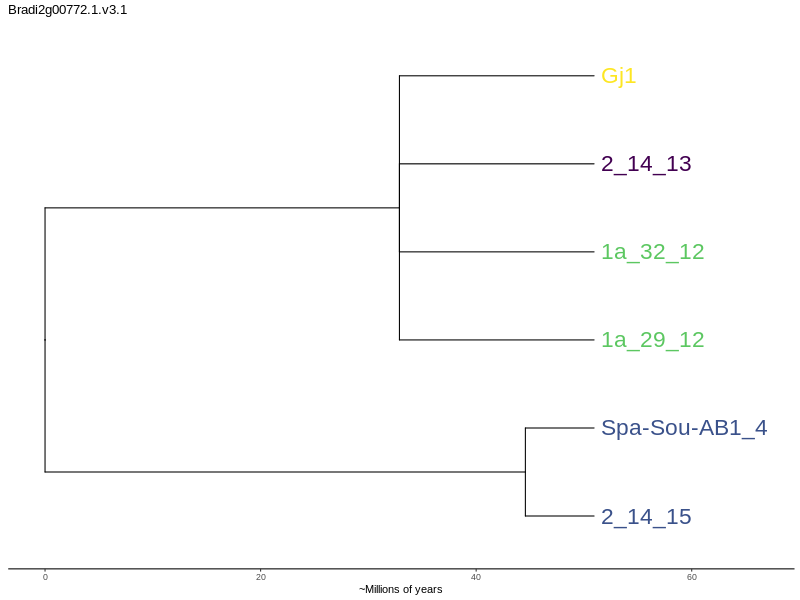 Bradi2g00772.1.v3.1
Gj1
2_14_13
1a_32_12
1a_29_12
Spa-Sou-AB1_4
2_14_15
0 20 40 60
~Millions of years